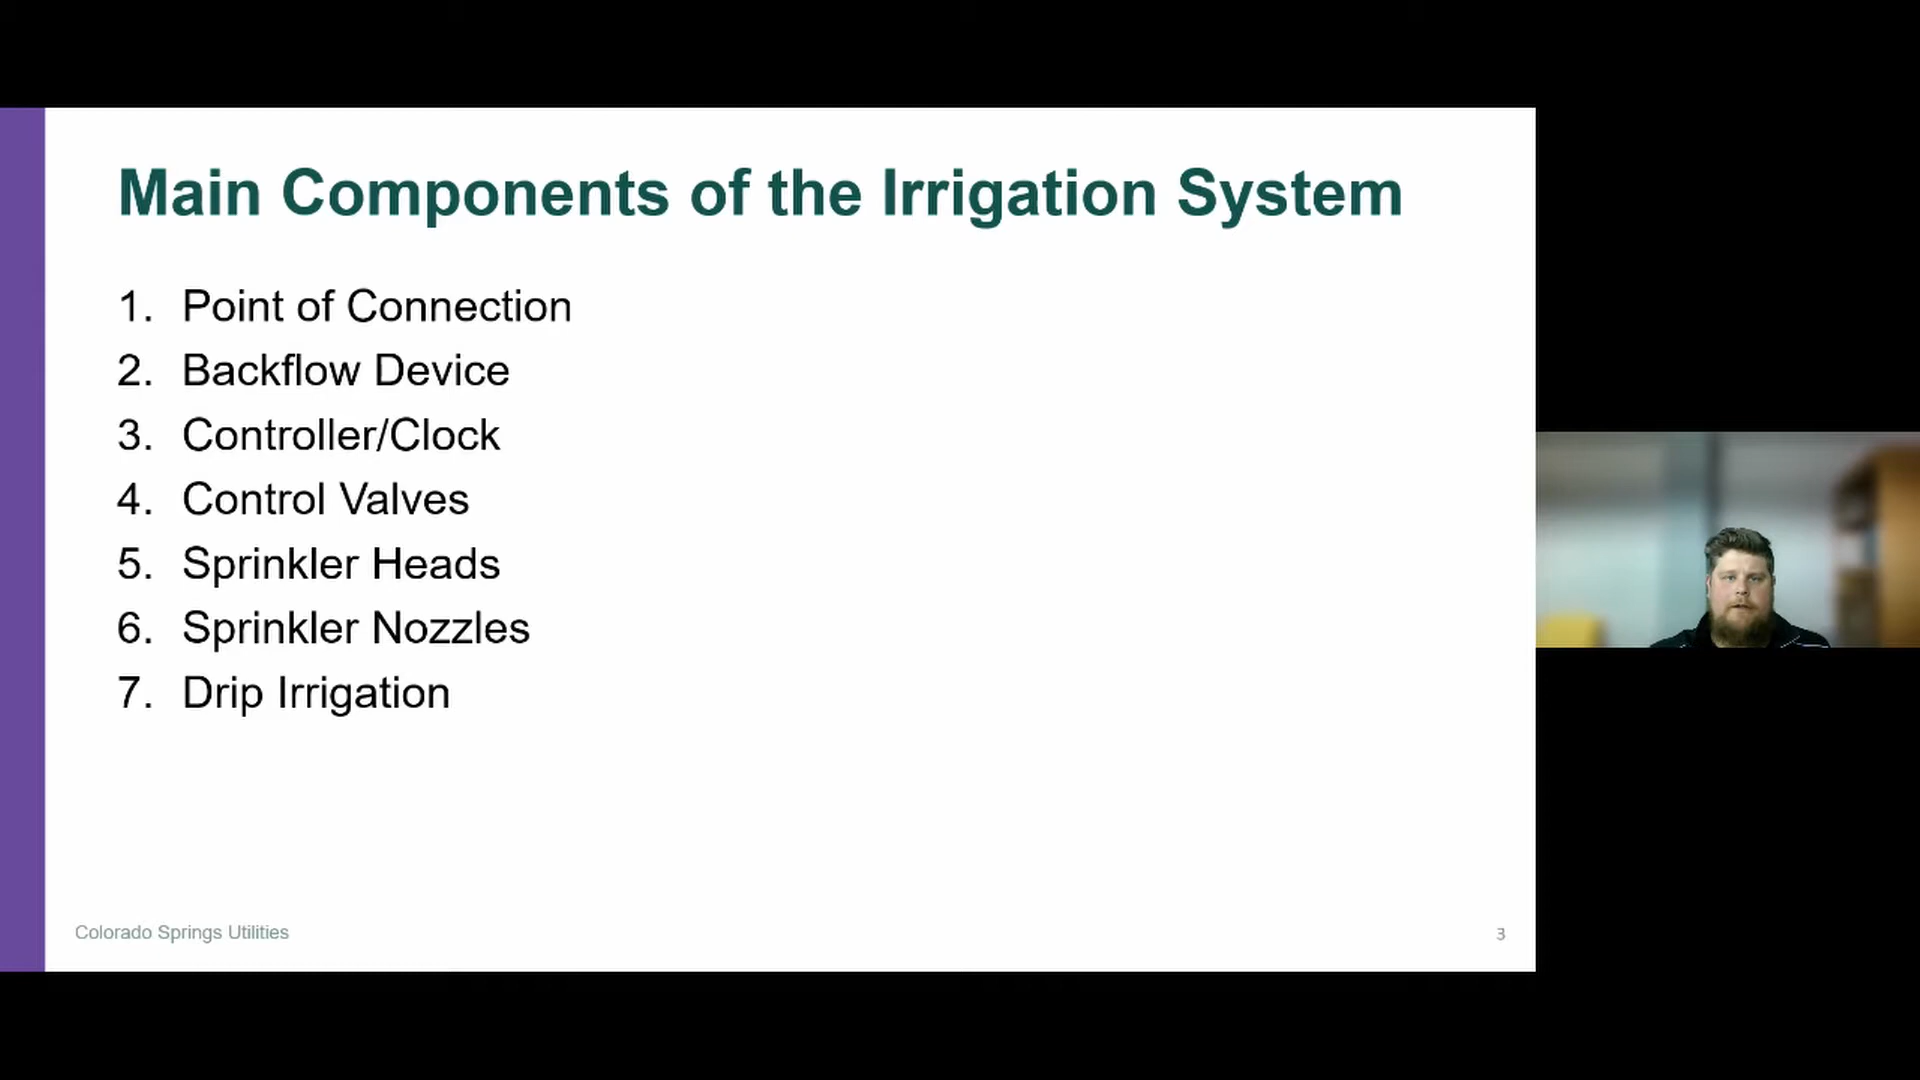 Main Components of the Irrigation System
1. Point of Connection
2. Backflow Device
3. Controller/Clock
4. Control Valves
5. Sprinkler Heads
6. Sprinkler Nozzles
7. Drip Irrigation
Colorado Springs Utilities
3